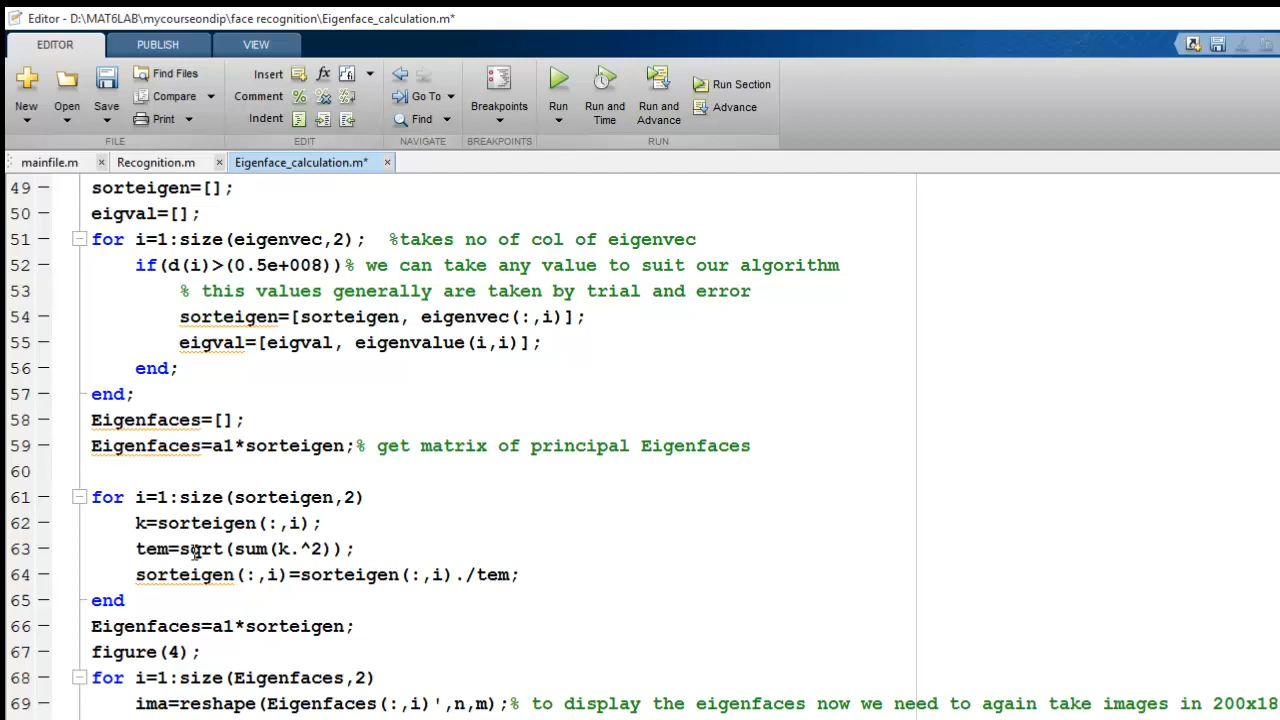 Editor - D:\MAT6LAB\mycourseondip\face recognition\Eigenface_calculation.m*
EDITOR PUBLISH VIEW
New Open Save Find Files Compare Print
Insert Comment Indent
Go To Find
Breakpoints
Run Run and Time Run and Advance Run Section Advance
FILE EDIT NAVIGATE BREAKPOINTS RUN
mainfile.m Recognition.m Eigenface_calculation.m*
49 sorteigen=[];
50 eigval=[];
51 for i=1:size(eigenvec,2); %takes no of col of eigenvec
52 if(d(i)>(0.5e+008))% we can take any value to suit our algorithm
53 % this values generally are taken by trial and error
54 sorteigen=[sorteigen, eigenvec(:,i)];
55 eigval=[eigval, eigenvalue(i,i)];
56 end;
57 end;
58 Eigenfaces=[];
59 Eigenfaces=a1*sorteigen;% get matrix of principal Eigenfaces
60
61 for i=1:size(sorteigen,2)
62 k=sorteigen(:,i);
63 tem=sqrt(sum(k.^2));
64 sorteigen(:,i)=sorteigen(:,i)./tem;
65 end
66 Eigenfaces=a1*sorteigen;
67 figure(4);
68 for i=1:size(Eigenfaces,2)
69 ima=reshape(Eigenfaces(:,i)',n,m);% to display the eigenfaces now we need to again take images in 200x18